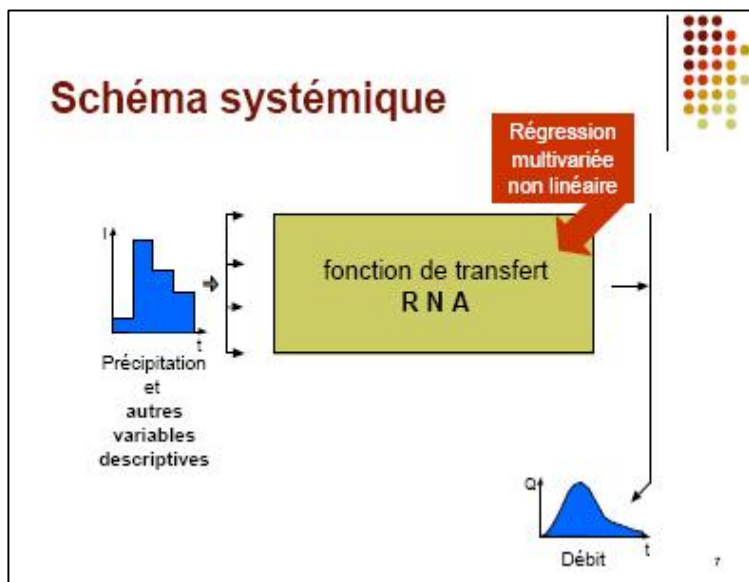 Schéma systémique
Régression
multivariée
non linéaire
I
t
fonction de transfert
R N A
Précipitation
et
autres
variables
descriptives
Q
t
Débit
7